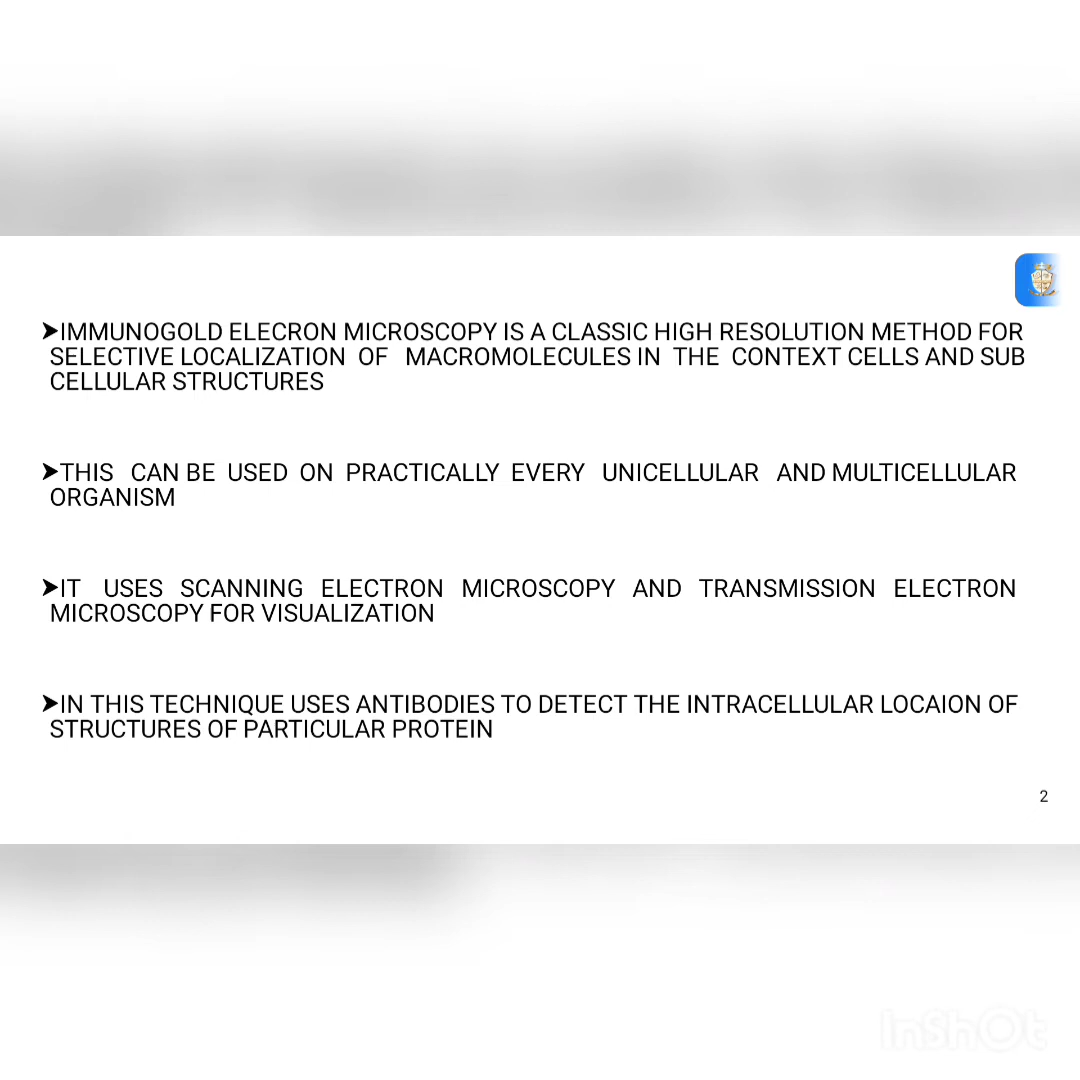 ➤IMMUNOGOLD ELECRON MICROSCOPY IS A CLASSIC HIGH RESOLUTION METHOD FOR
SELECTIVE LOCALIZATION OF MACROMOLECULES IN THE CONTEXT CELLS AND SUB
CELLULAR STRUCTURES
➤THIS CAN BE USED ON PRACTICALLY EVERY UNICELLULAR AND MULTICELLULAR
ORGANISM
➤IT USES SCANNING ELECTRON MICROSCOPY AND TRANSMISSION ELECTRON
MICROSCOPY FOR VISUALIZATION
➤IN THIS TECHNIQUE USES ANTIBODIES TO DETECT THE INTRACELLULAR LOCAION OF
STRUCTURES OF PARTICULAR PROTEIN
2
InShOt